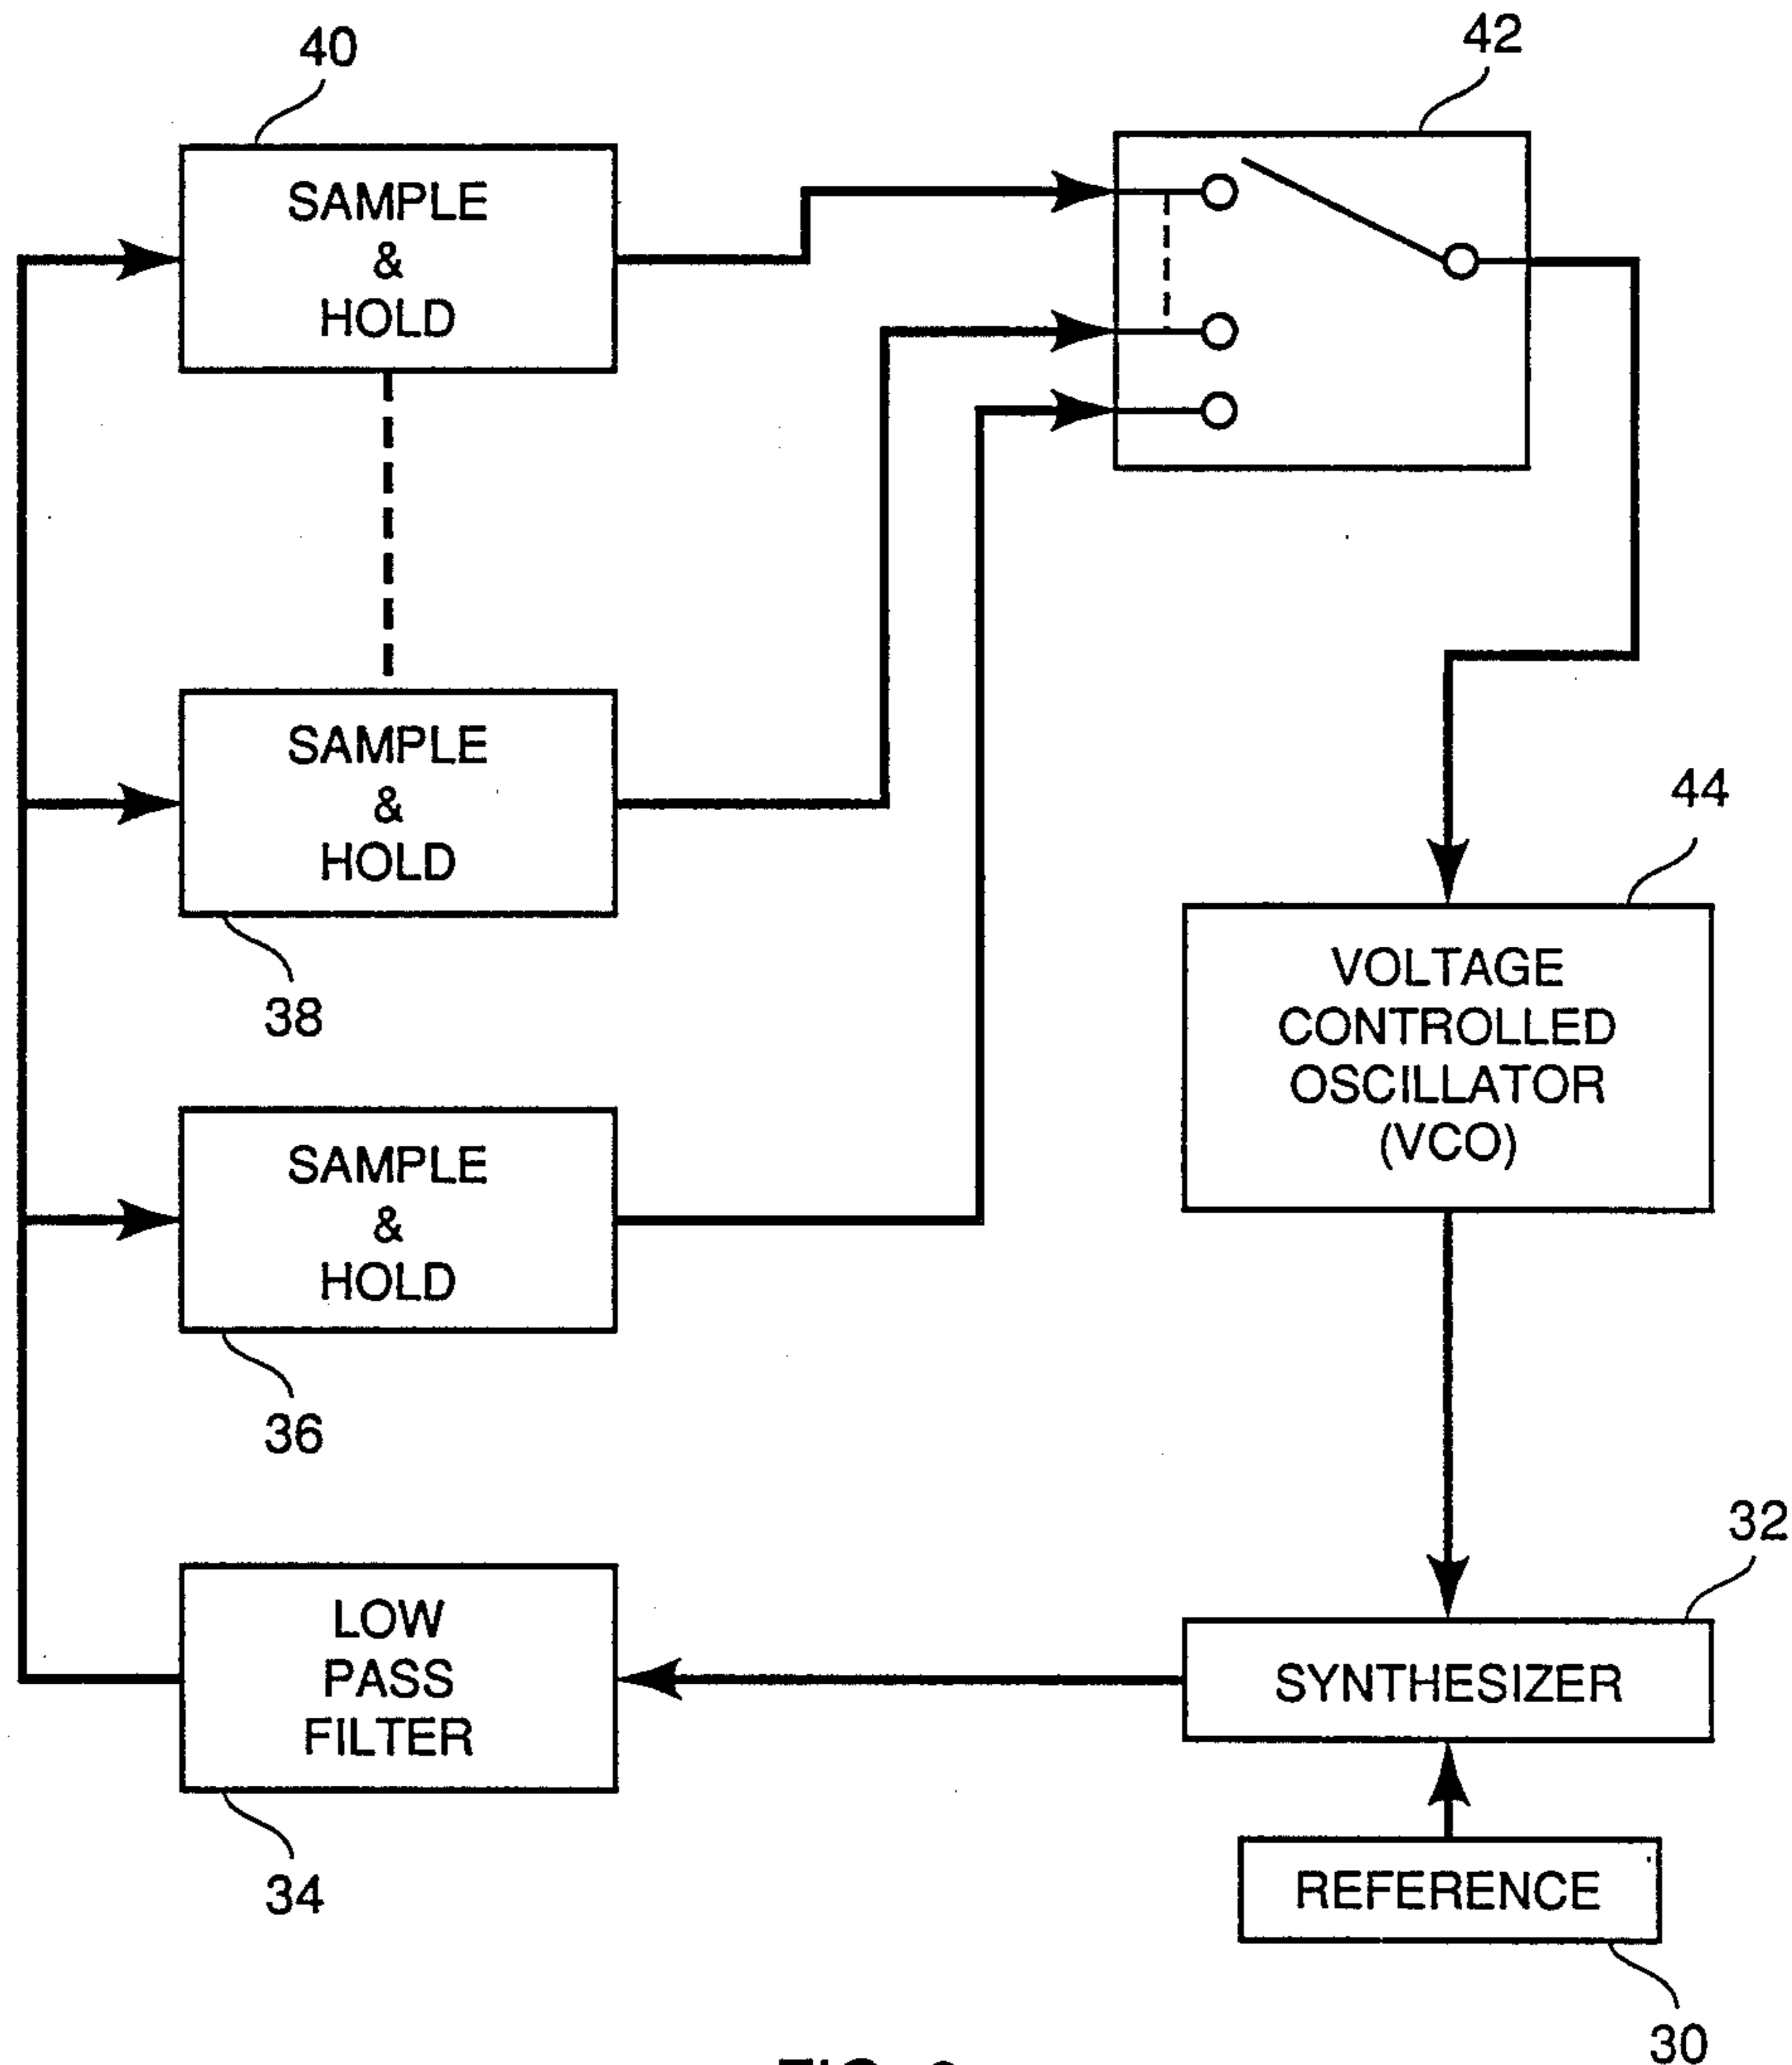 40
42
SAMPLE
&
HOLD
SAMPLE
&
HOLD
38
44
VOLTAGE
CONTROLLED
OSCILLATOR
(VCO)
SAMPLE
&
HOLD
36
32
LOW
PASS
FILTER
34
SYNTHESIZER
REFERENCE
30